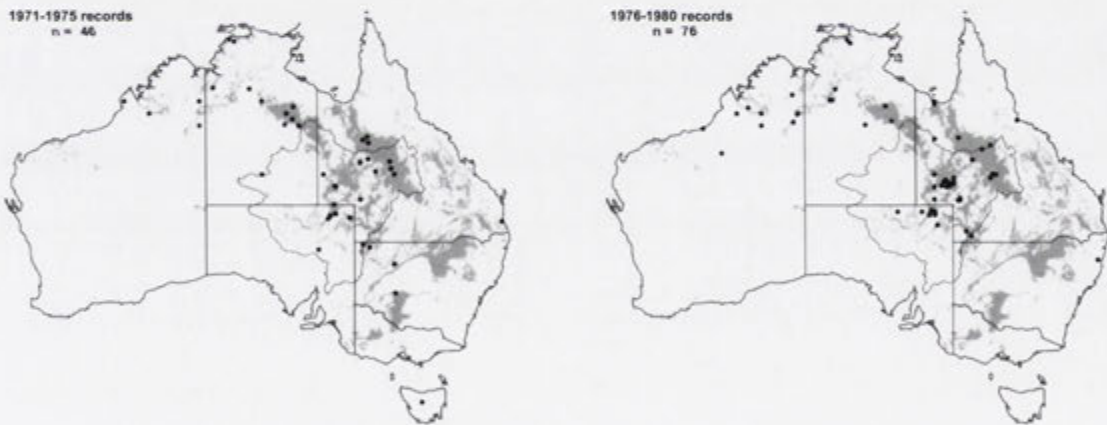 1971-1975 records
n = 46
1976-1980 records
n = 76